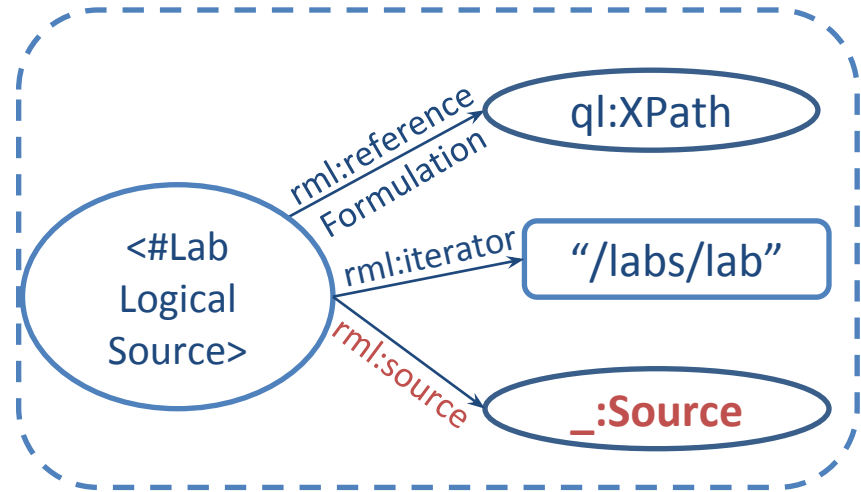 rml:reference
Formulation
ql:XPath
<#Lab
Logical
Source>
rml:iterator
“/labs/lab”
rml:source
_:Source